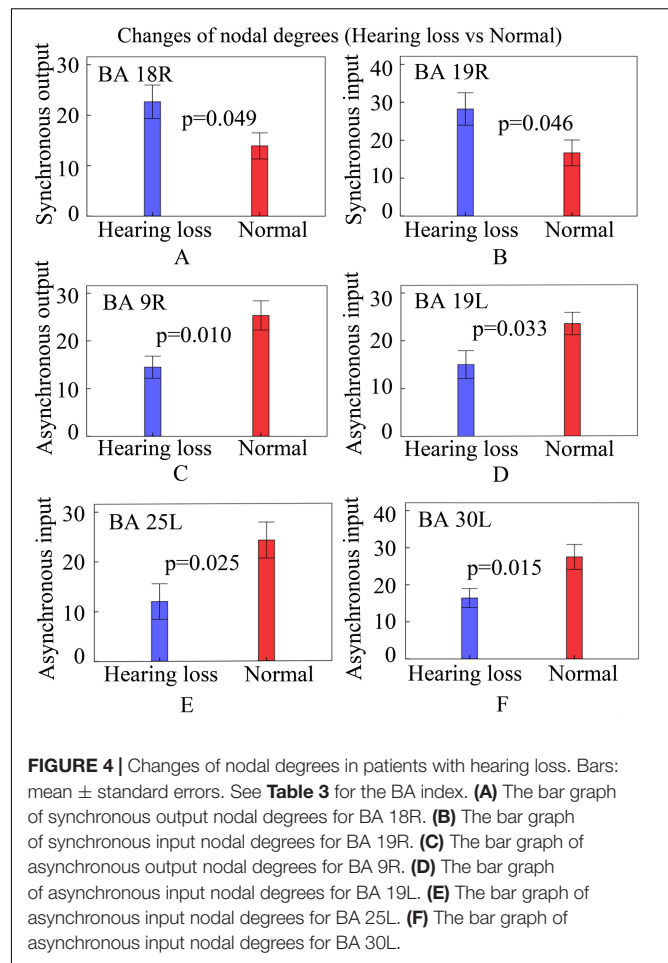 Changes of nodal degrees (Hearing loss vs Normal)
Synchronous output
30
20
10
0
BA 18R
p=0.049
Hearing loss Normal
A
Synchronous input
40
30
20
10
0
BA 19R
p=0.046
Hearing loss Normal
B
Asynchronous output
30
20
10
0
BA 9R
p=0.010
Hearing loss Normal
C
Asynchronous input
40
30
20
10
0
BA 19L
p=0.033
Hearing loss Normal
D
Asynchronous input
30
20
10
0
BA 25L
p=0.025
Hearing loss Normal
E
Asynchronous input
40
30
20
10
0
BA 30L
p=0.015
Hearing loss Normal
F
FIGURE 4 | Changes of nodal degrees in patients with hearing loss. Bars:
mean ± standard errors. See Table 3 for the BA index. (A) The bar graph
of synchronous output nodal degrees for BA 18R. (B) The bar graph
of synchronous input nodal degrees for BA 19R. (C) The bar graph of
asynchronous output nodal degrees for BA 9R. (D) The bar graph
of asynchronous input nodal degrees for BA 19L. (E) The bar graph of
asynchronous input nodal degrees for BA 25L. (F) The bar graph of
asynchronous input nodal degrees for BA 30L.